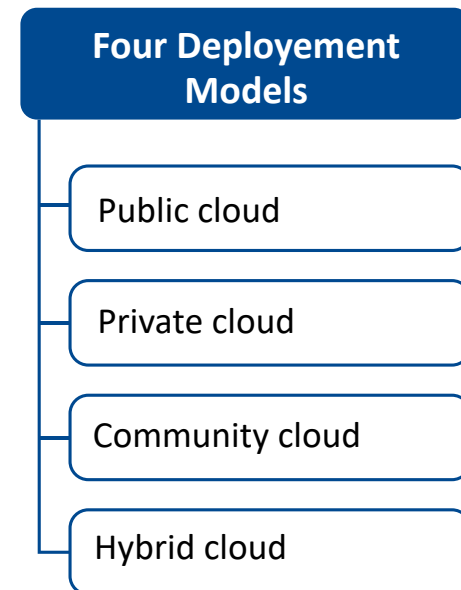 Four Deployement
Models
Public cloud
Private cloud
Community cloud
Hybrid cloud